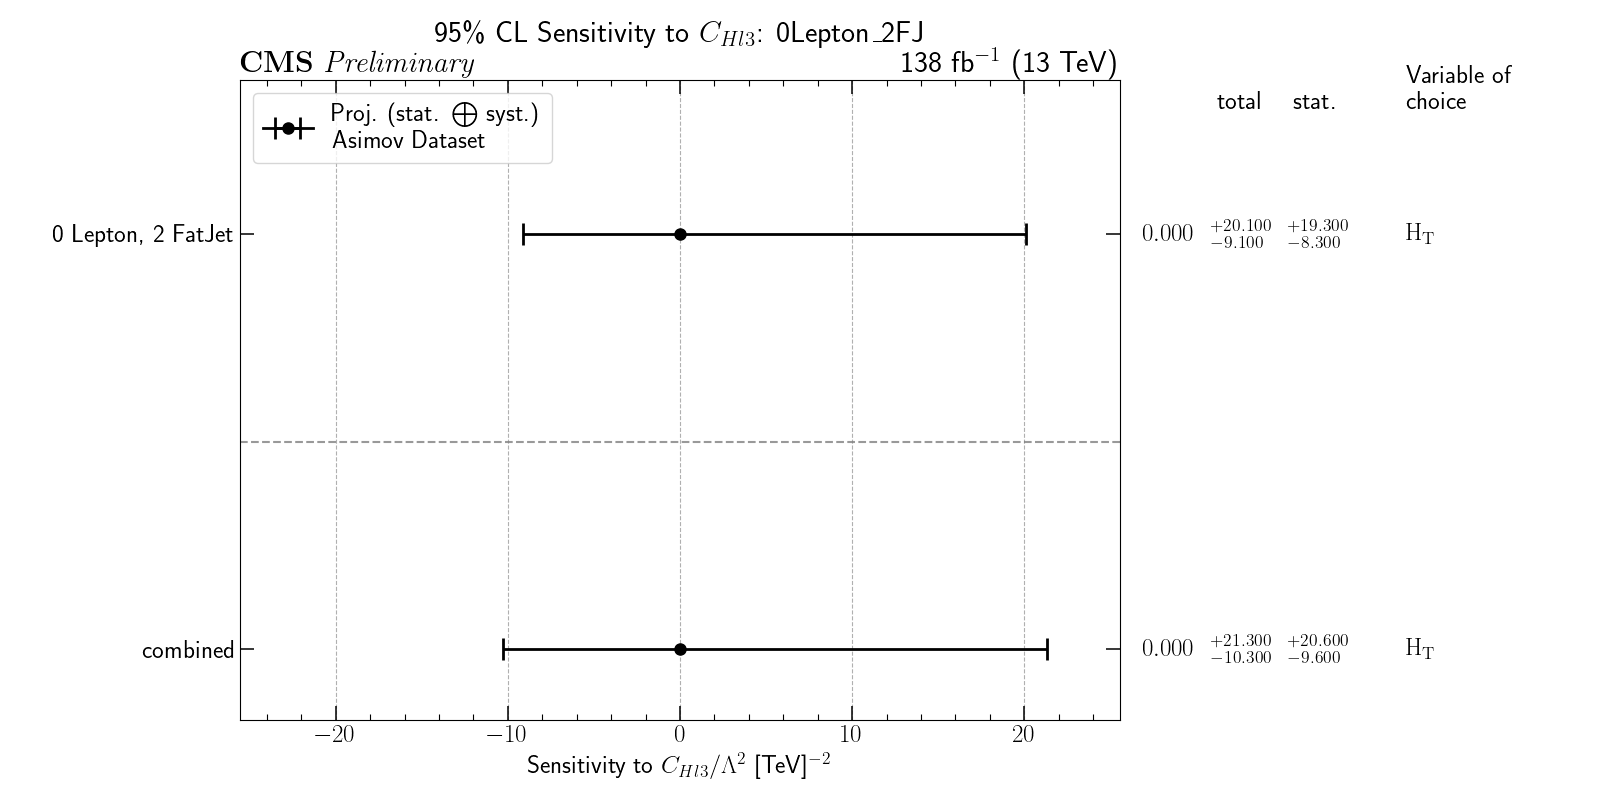 95% CL Sensitivity to C_{Hl3}: 0Lepton_2FJ
CMS Preliminary 138 fb^{-1} (13 TeV)
Variable of
choice
total stat.
Proj. (stat. ⨁ syst.)
Asimov Dataset
0 Lepton, 2 FatJet 0.000 +20.100 -9.100 +19.300 -8.300 H_T
combined 0.000 +21.300 -10.300 +20.600 -9.600 H_T
−20 −10 0 10 20
Sensitivity to C_{Hl3}/Λ^2 [TeV]^{-2}